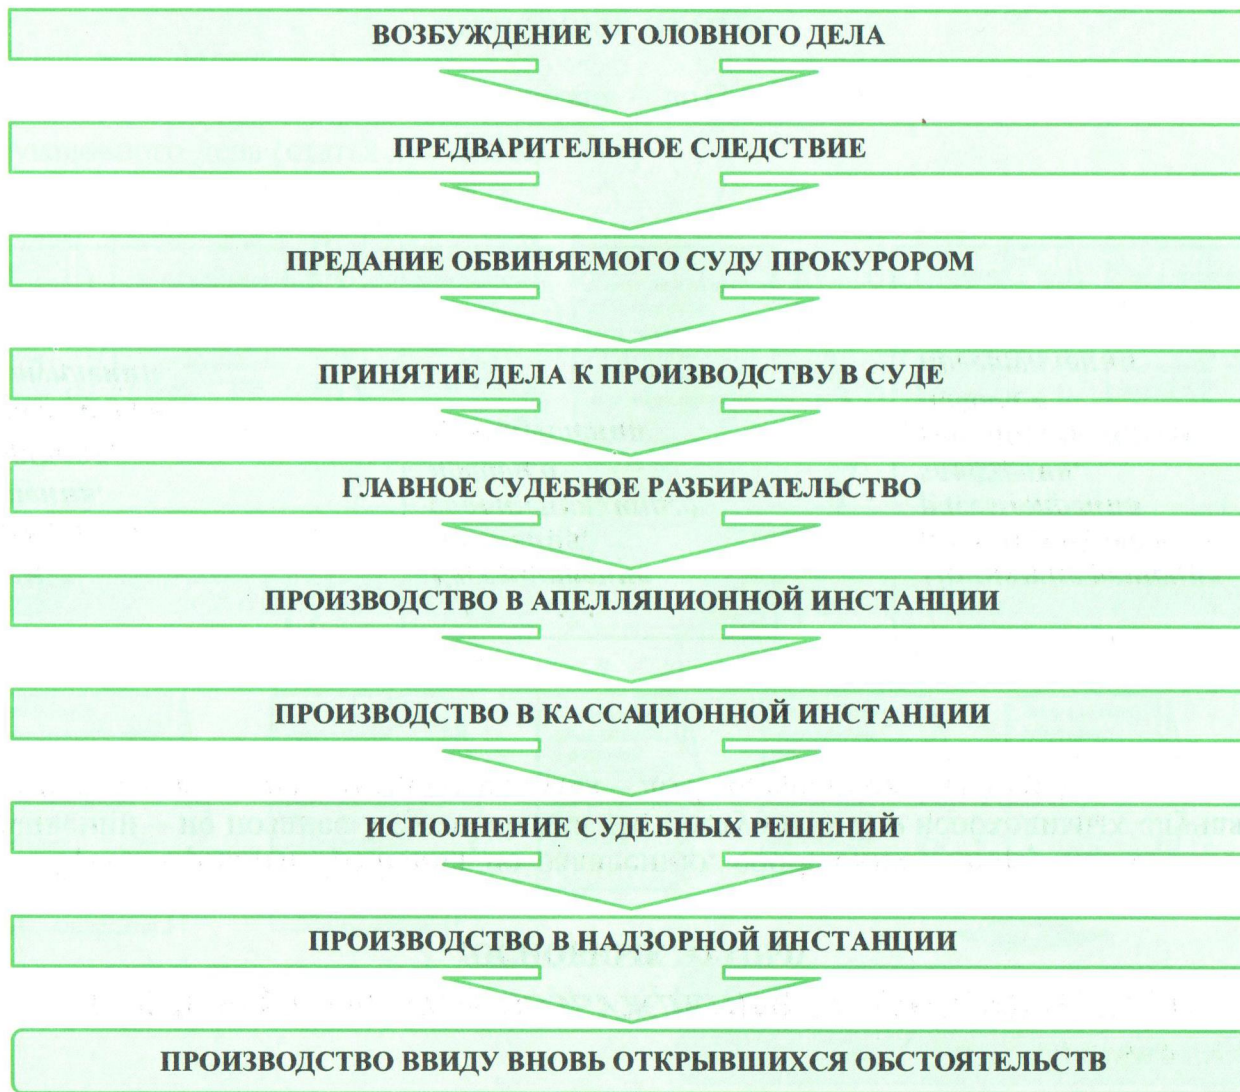 ВОЗБУЖДЕНИЕ УГОЛОВНОГО ДЕЛА
ПРЕДВАРИТЕЛЬНОЕ СЛЕДСТВИЕ
ПРЕДАНИЕ ОБВИНЯЕМОГО СУДУ ПРОКУРОРОМ
ПРИНЯТИЕ ДЕЛА К ПРОИЗВОДСТВУ В СУДЕ
ГЛАВНОЕ СУДЕБНОЕ РАЗБИРАТЕЛЬСТВО
ПРОИЗВОДСТВО В АПЕЛЛЯЦИОННОЙ ИНСТАНЦИИ
ПРОИЗВОДСТВО В КАССАЦИОННОЙ ИНСТАНЦИИ
ИСПОЛНЕНИЕ СУДЕБНЫХ РЕШЕНИЙ
ПРОИЗВОДСТВО В НАДЗОРНОЙ ИНСТАНЦИИ
ПРОИЗВОДСТВО ВВИДУ ВНОВЬ ОТКРЫВШИХСЯ ОБСТОЯТЕЛЬСТВ